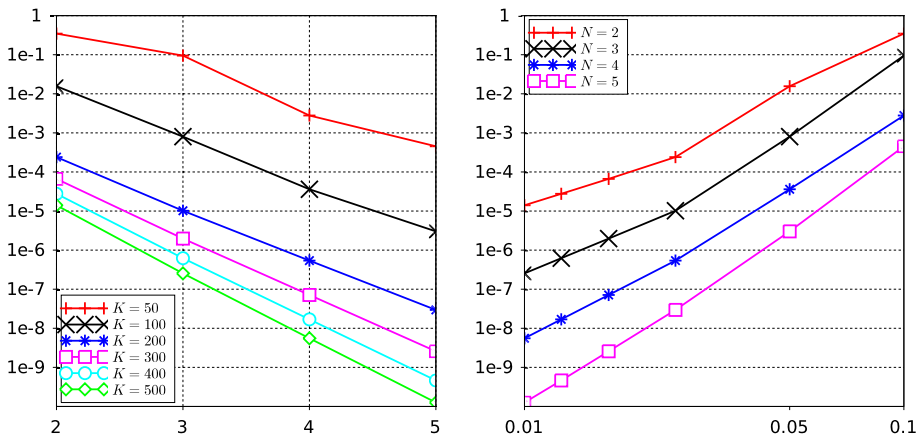 1
1e-1
1e-2
1e-3
1e-4
1e-5
1e-6
1e-7
1e-8
1e-9
K = 50
K = 100
K = 200
K = 300
K = 400
K = 500
2 3 4 5
1
1e-1
1e-2
1e-3
1e-4
1e-5
1e-6
1e-7
1e-8
1e-9
N = 2
N = 3
N = 4
N = 5
0.01 0.05 0.1